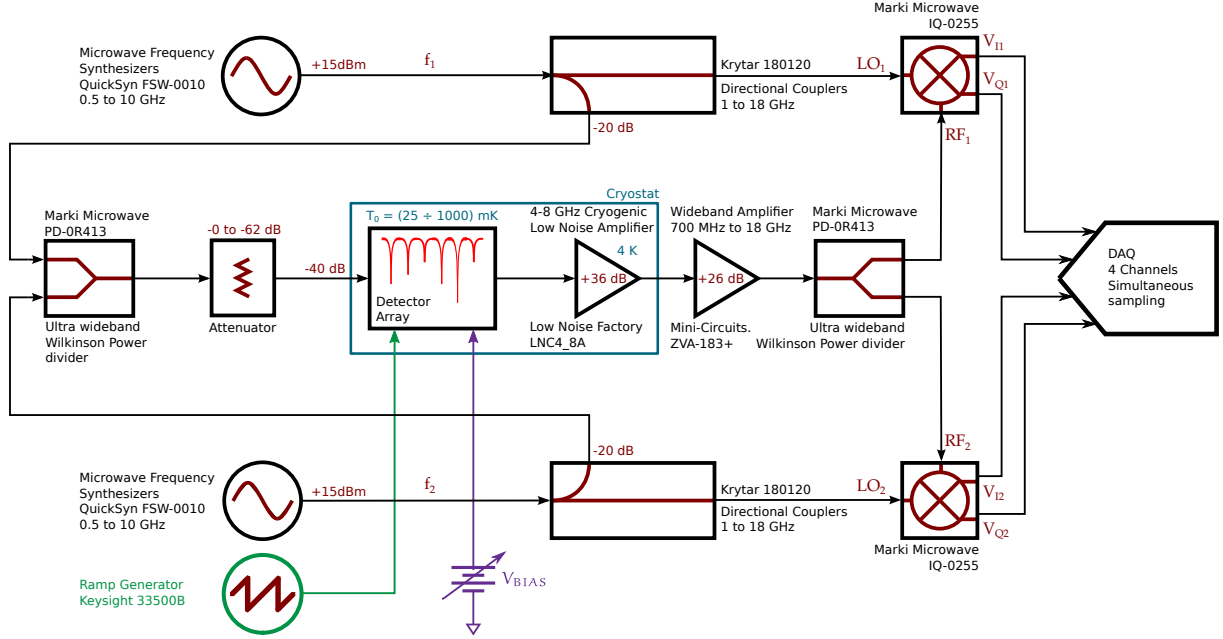 Marki Microwave
IQ-0255
Microwave Frequency
Synthesizers
QuickSyn FSW-0010
0.5 to 10 GHz
+15dBm
f1
Krytar 180120
Directional Couplers
1 to 18 GHz
LO1
VI1
VQ1
-20 dB
RF1
Cryostat
Marki Microwave
PD-0R413
-0 to -62 dB
T0 = (25 ÷ 1000) mK
4-8 GHz Cryogenic
Low Noise Amplifier
4 K
Wideband Amplifier
700 MHz to 18 GHz
Marki Microwave
PD-0R413
DAQ
4 Channels
Simultaneous
sampling
-40 dB
+36 dB
+26 dB
Detector
Array
Ultra wideband
Wilkinson Power
divider
Attenuator
Low Noise Factory
LNC4_8A
Mini-Circuits.
ZVA-183+
Ultra wideband
Wilkinson Power divider
-20 dB
RF2
Microwave Frequency
Synthesizers
QuickSyn FSW-0010
0.5 to 10 GHz
+15dBm
f2
Krytar 180120
Directional Couplers
1 to 18 GHz
LO2
VI2
VQ2
Marki Microwave
IQ-0255
Ramp Generator
Keysight 33500B
VBIAS